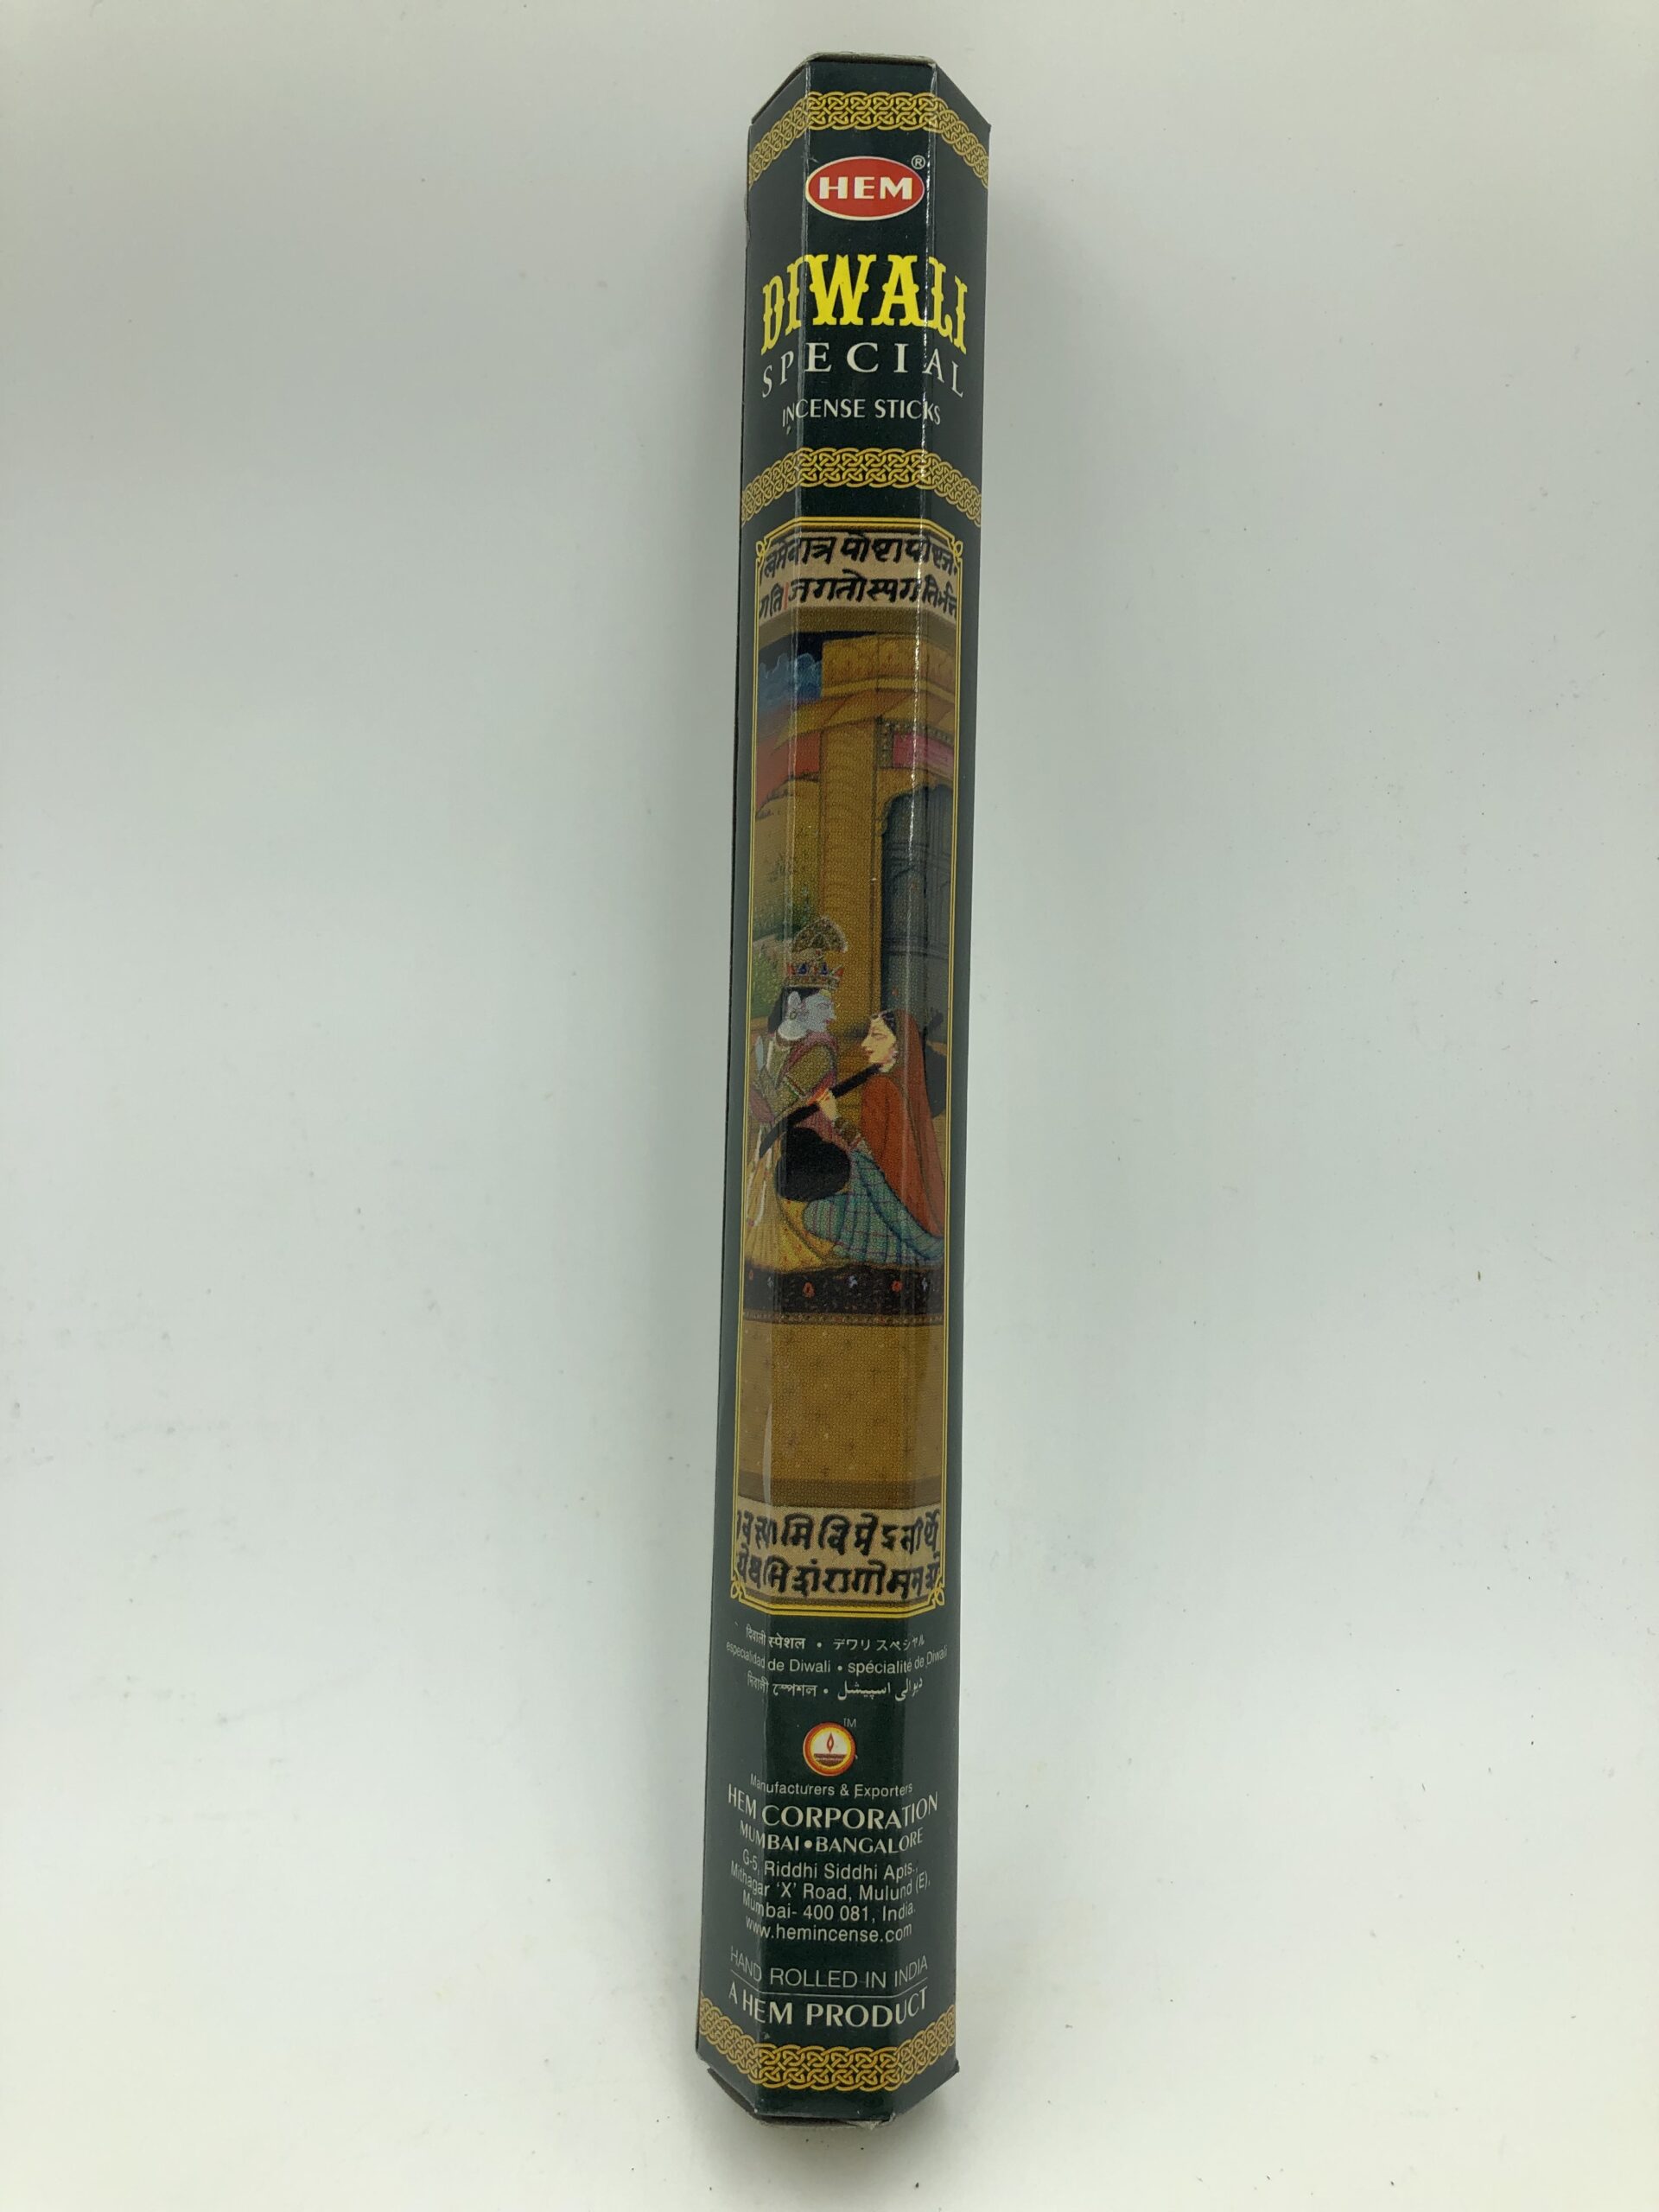 HEM®
DIWALI
SPECIAL
INCENSE STICKS
दिवाली स्पेशल • デワリ スペシヤル
especialidad de Diwali • spécialité de Diwali
স্পেশল • دیوالی اسپیشل
TM
Manufacturers & Exporters
HEM CORPORATION
MUMBAI • BANGALORE
G-5, Riddhi Siddhi Apts.,
Mithagar 'X' Road, Mulund (E),
Mumbai- 400 081, India.
www.hemincense.com
HAND ROLLED IN INDIA
A HEM PRODUCT